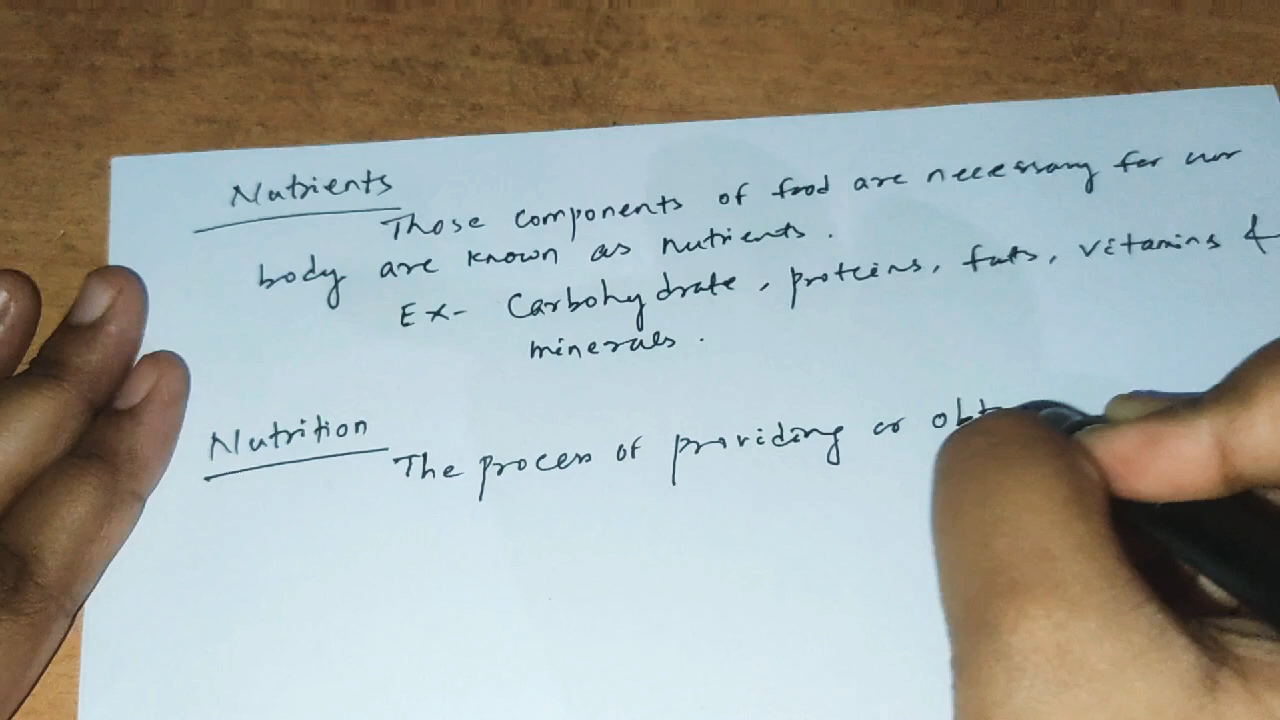 Nutrients
Those components of food are necessary for our
body are known as nutrients.
Ex- Carbohydrate, proteins, fats, vitamins &
minerals.
Nutrition
The process of providing or obt